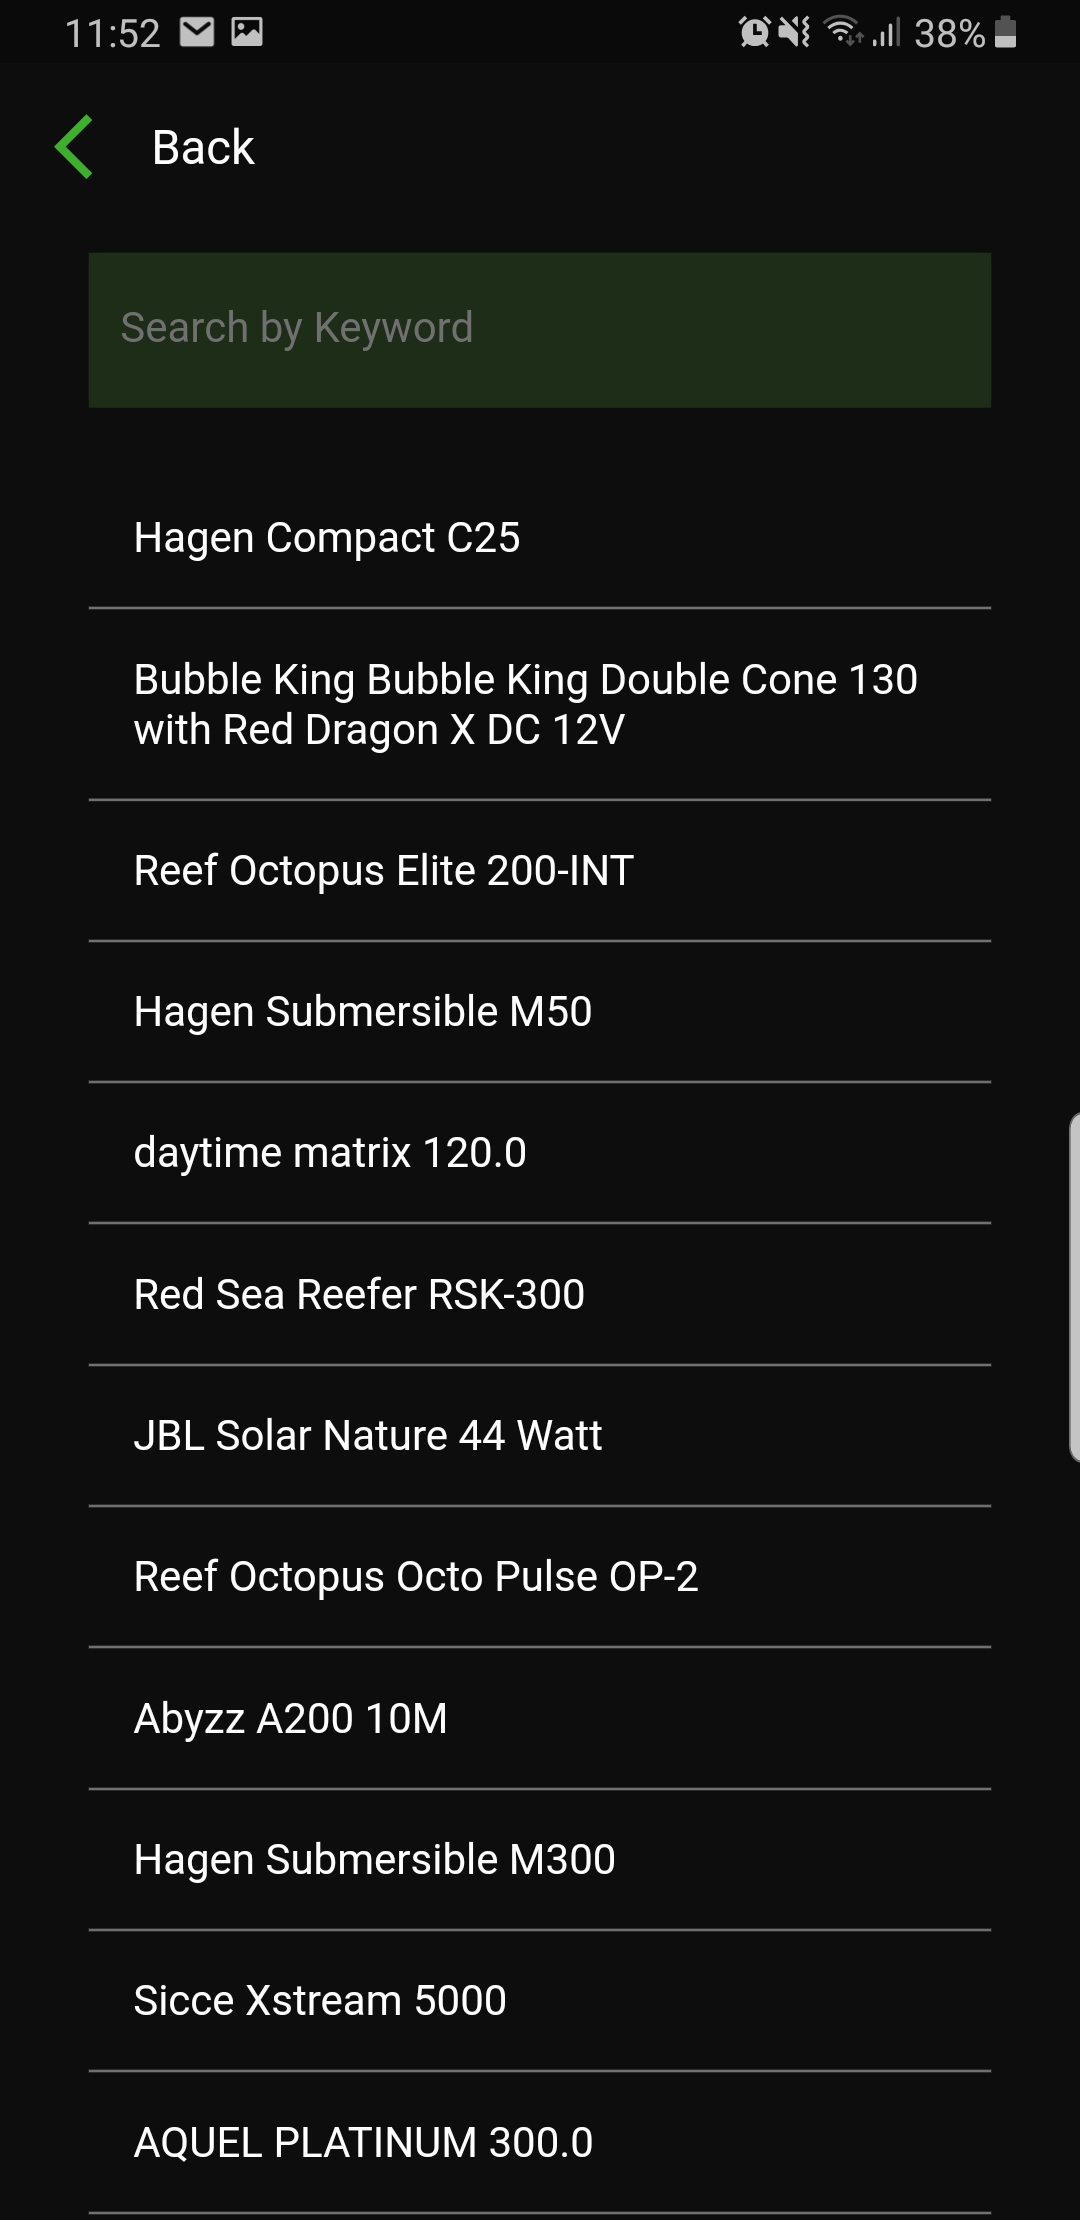 11:52
38%
Back
Search by Keyword
Hagen Compact C25
Bubble King Bubble King Double Cone 130
with Red Dragon X DC 12V
Reef Octopus Elite 200-INT
Hagen Submersible M50
daytime matrix 120.0
Red Sea Reefer RSK-300
JBL Solar Nature 44 Watt
Reef Octopus Octo Pulse OP-2
Abyzz A200 10M
Hagen Submersible M300
Sicce Xstream 5000
AQUEL PLATINUM 300.0